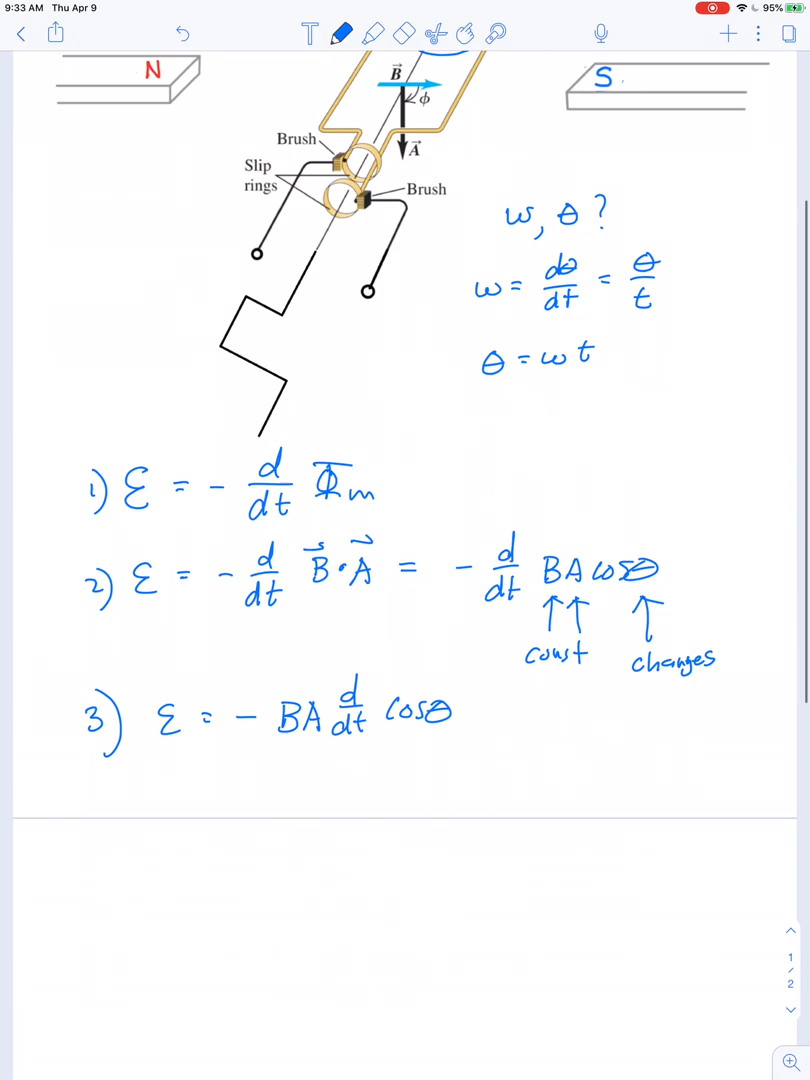 9:33 AM Thu Apr 9
95%
T
N
S
B⃗
ϕ
A⃗
Brush
Slip
rings
Brush
ω, θ ?
ω = dθ/dt = θ/t
θ = ωt
1) ℰ = - d/dt Φm
2) ℰ = - d/dt B⃗ · A⃗ = - d/dt BA cosθ
↑↑ ↑
const changes
3) ℰ = - BA d/dt cosθ
1
/
2